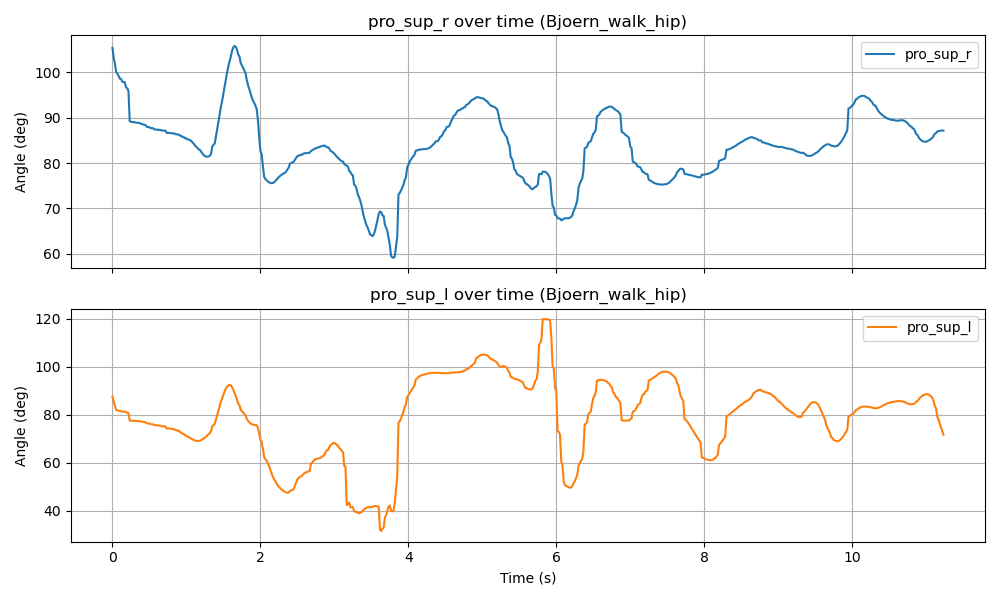 pro_sup_r over time (Bjoern_walk_hip)
pro_sup_r
Angle (deg)
100
90
80
70
60
pro_sup_l over time (Bjoern_walk_hip)
pro_sup_l
Angle (deg)
120
100
80
60
40
0 2 4 6 8 10
Time (s)